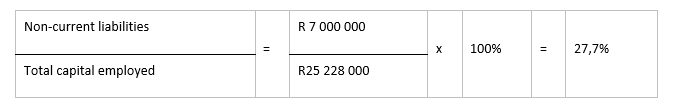 Non-current liabilities
=
R 7 000 000
x
100%
=
27,7%
Total capital employed
R25 228 000